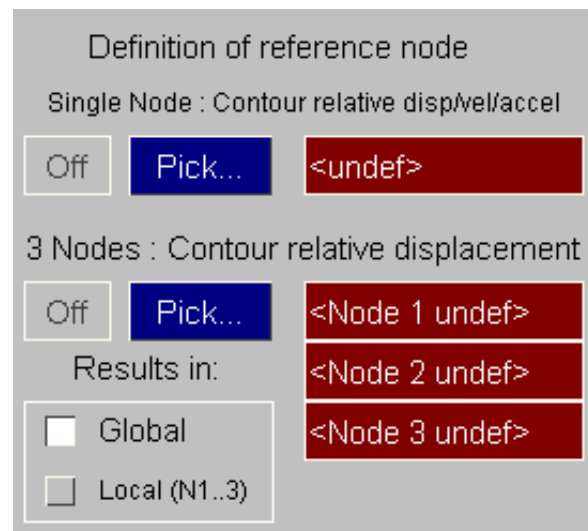 Definition of reference node
Single Node : Contour relative disp/vel/accel
Off Pick... <undef>
3 Nodes : Contour relative displacement
Off Pick... <Node 1 undef>
Results in: <Node 2 undef>
Global <Node 3 undef>
Local (N1..3)